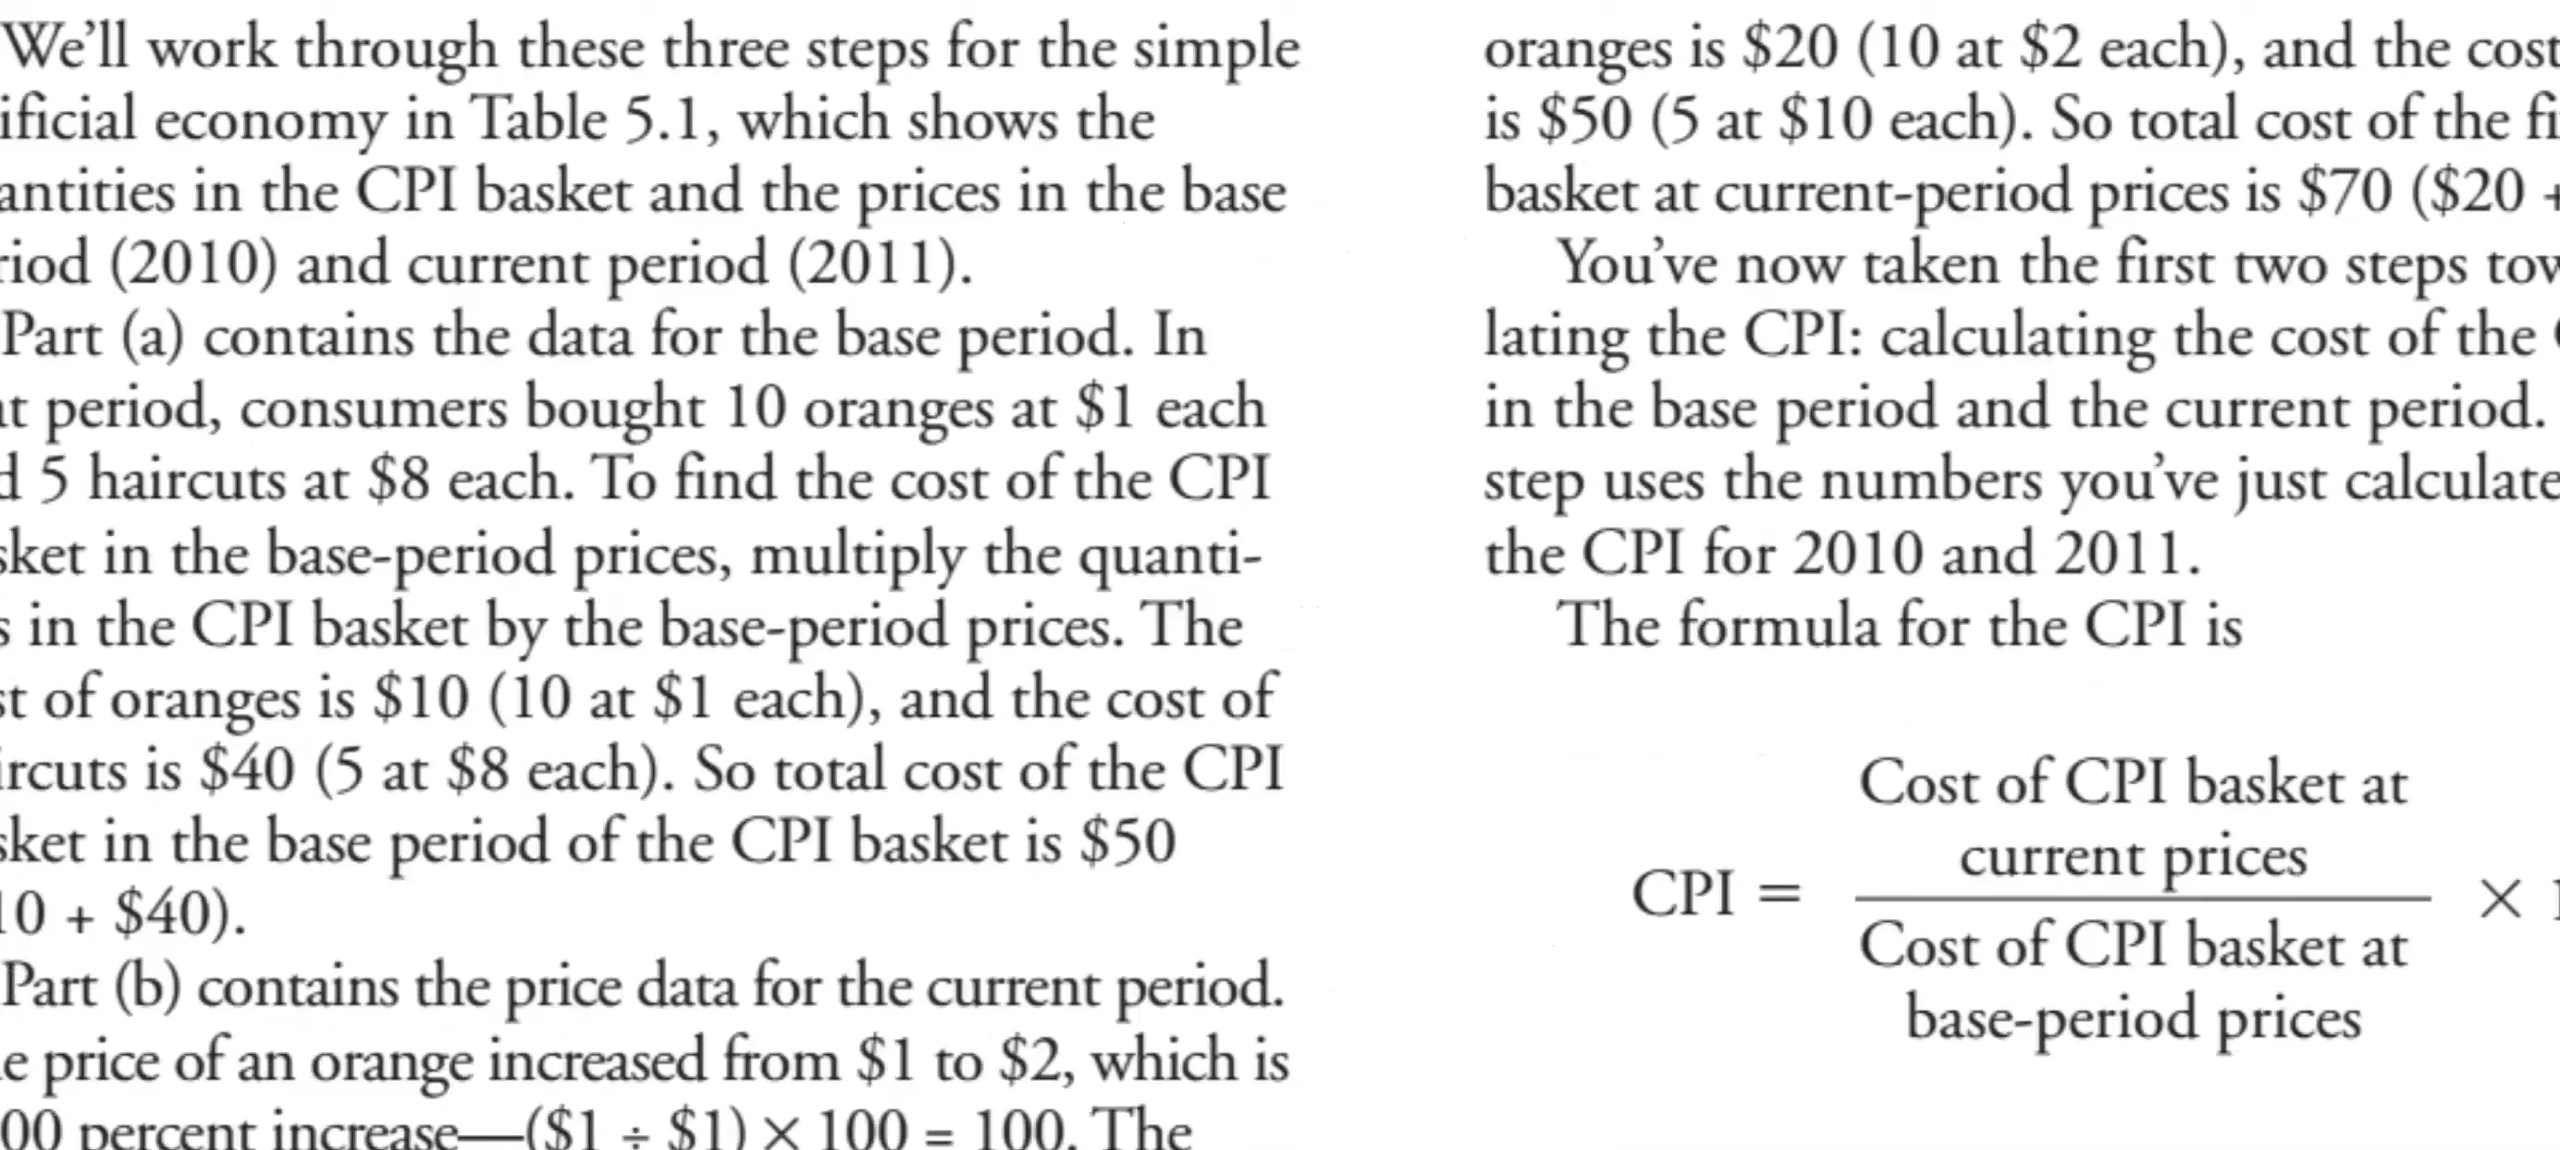 We’ll work through these three steps for the simple
ificial economy in Table 5.1, which shows the
antities in the CPI basket and the prices in the base
riod (2010) and current period (2011).
Part (a) contains the data for the base period. In
at period, consumers bought 10 oranges at $1 each
d 5 haircuts at $8 each. To find the cost of the CPI
sket in the base-period prices, multiply the quanti-
s in the CPI basket by the base-period prices. The
st of oranges is $10 (10 at $1 each), and the cost of
ircuts is $40 (5 at $8 each). So total cost of the CPI
sket in the base period of the CPI basket is $50
10 + $40).
Part (b) contains the price data for the current period.
e price of an orange increased from $1 to $2, which is
00 percent increase—($1 ÷ $1) × 100 = 100. The
oranges is $20 (10 at $2 each), and the cost
is $50 (5 at $10 each). So total cost of the fi
basket at current-period prices is $70 ($20 +
You’ve now taken the first two steps tow
lating the CPI: calculating the cost of the
in the base period and the current period.
step uses the numbers you’ve just calculate
the CPI for 2010 and 2011.
The formula for the CPI is
Cost of CPI basket at
current prices
CPI = × 1
Cost of CPI basket at
base-period prices